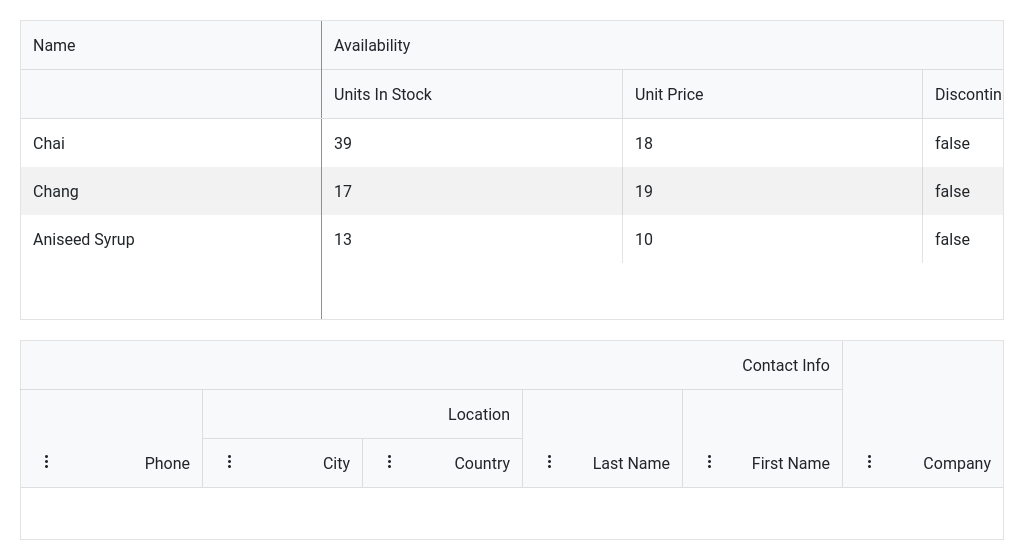 Name Availability
Units In Stock Unit Price Discontin
Chai 39 18 false
Chang 17 19 false
Aniseed Syrup 13 10 false
Contact Info
Location
Phone City Country Last Name First Name Company